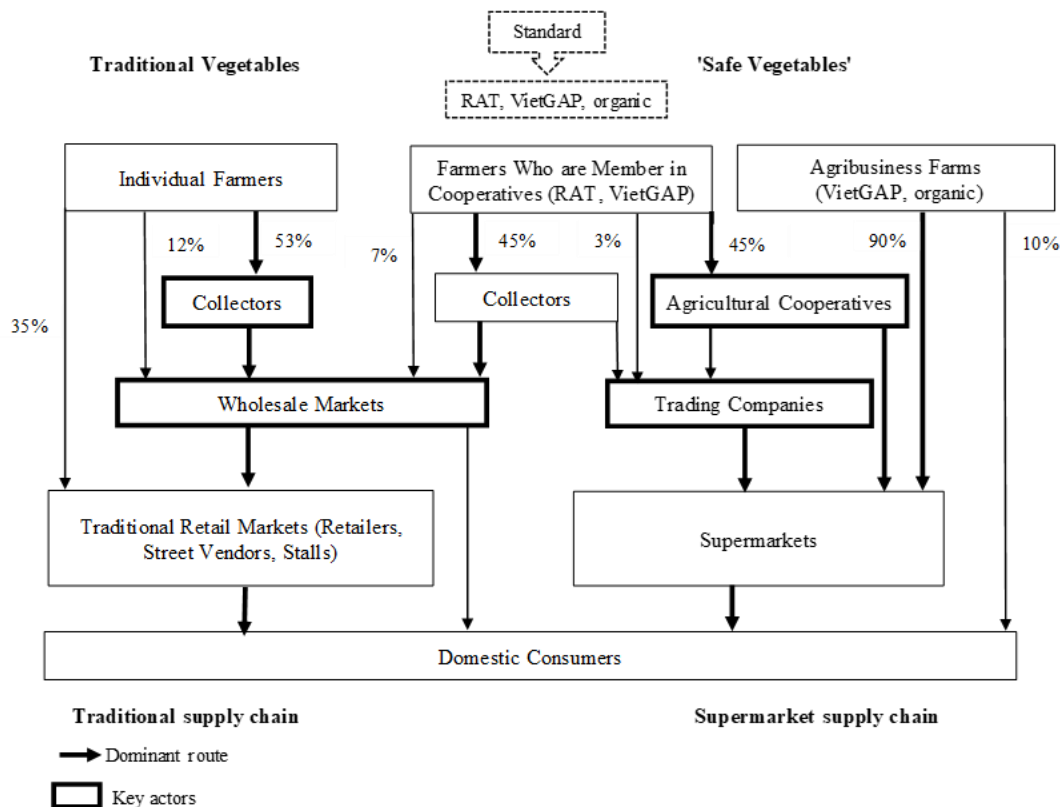 Standard
Traditional Vegetables
'Safe Vegetables'
RAT, VietGAP, organic
Individual Farmers
Farmers Who are Member in
Cooperatives (RAT, VietGAP)
Agribusiness Farms
(VietGAP, organic)
12%
53%
7%
45%
3%
45%
90%
10%
35%
Collectors
Collectors
Agricultural Cooperatives
Wholesale Markets
Trading Companies
Traditional Retail Markets (Retailers,
Street Vendors, Stalls)
Supermarkets
Domestic Consumers
Traditional supply chain
Supermarket supply chain
Dominant route
Key actors